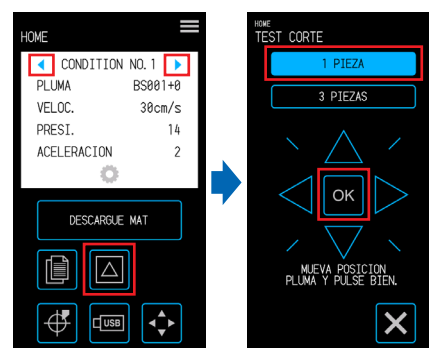 HOME
CONDITION NO.1
PLUMA BS001+0
VELOC. 30cm/s
PRESI. 14
ACELERACION 2
DESCARGUE MAT
USB
HOME
TEST CORTE
1 PIEZA
3 PIEZAS
OK
MUEVA POSICION
PLUMA Y PULSE BIEN.